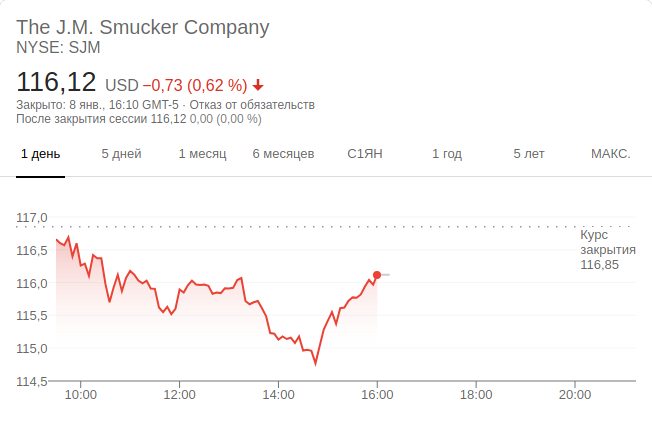 The J.M. Smucker Company
NYSE: SJM
116,12 USD −0,73 (0,62 %)
Закрыто: 8 янв., 16:10 GMT-5 · Отказ от обязательств
После закрытия сессии 116,12 0,00 (0,00 %)
1 день 5 дней 1 месяц 6 месяцев С1ЯН 1 год 5 лет МАКС.
117,0
Курс
закрытия
116,85
116,5
116,0
115,5
115,0
114,5
10:00 12:00 14:00 16:00 18:00 20:00